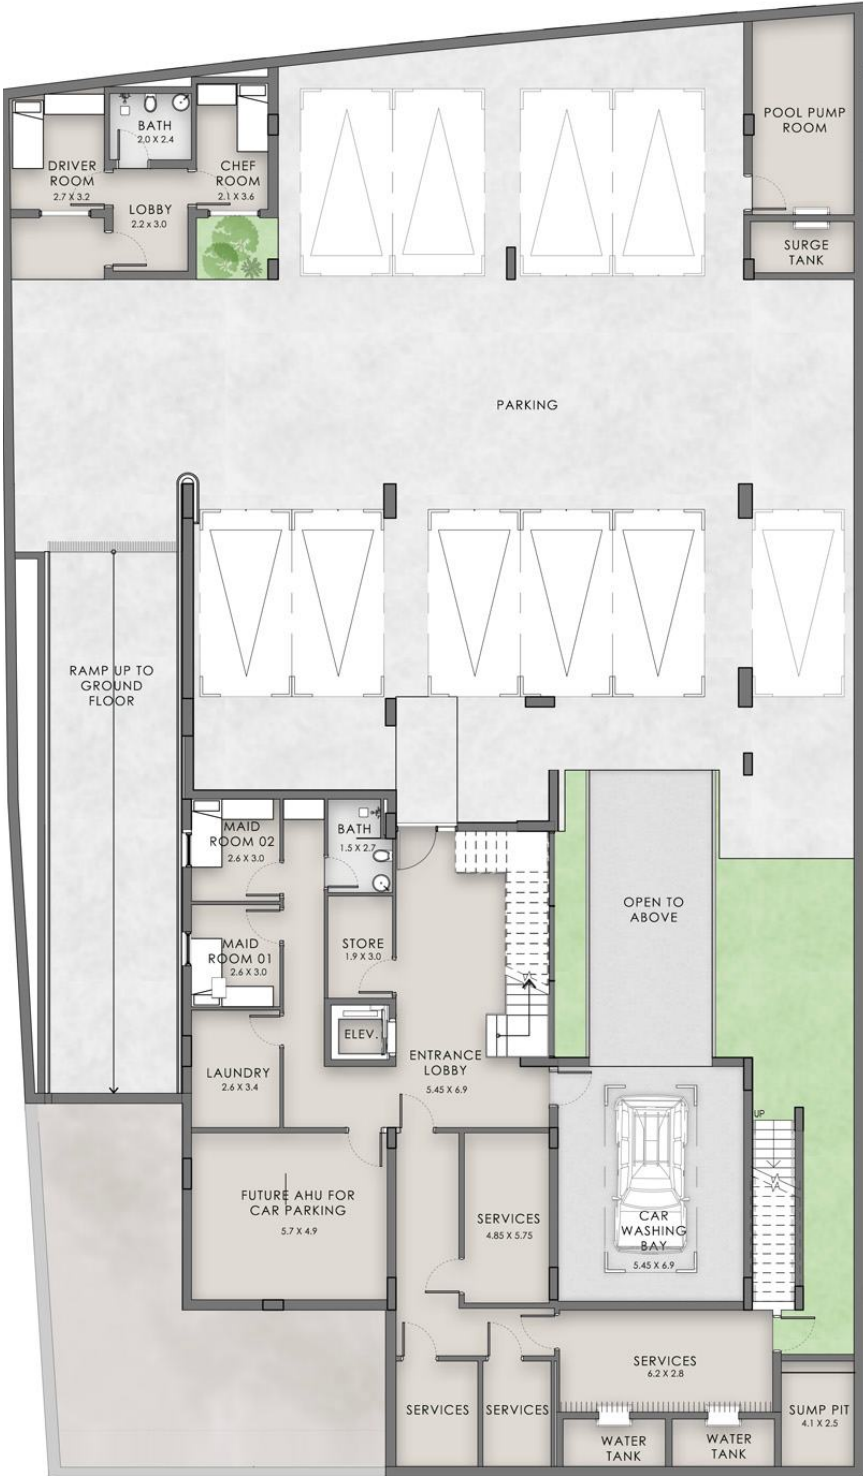 POOL PUMP
ROOM
BATH
2.0 X 2.4
DRIVER
ROOM
2.7 X 3.2
CHEF
ROOM
2.1 X 3.6
LOBBY
2.2 x 3.0
SURGE
TANK
PARKING
RAMP UP TO
GROUND
FLOOR
MAID
ROOM 02
2.6 X 3.0
BATH
1.5 X 2.7
OPEN TO
ABOVE
MAID
ROOM 01
2.6 X 3.0
STORE
1.9 X 3.0
ELEV.
ENTRANCE
LOBBY
5.45 X 6.9
LAUNDRY
2.6 X 3.4
UP
FUTURE AHU FOR
CAR PARKING
5.7 X 4.9
SERVICES
4.85 X 5.75
CAR
WASHING
BAY
5.45 X 6.9
SERVICES
6.2 X 2.8
SERVICES
SERVICES
SUMP PIT
4.1 X 2.5
WATER
TANK
WATER
TANK